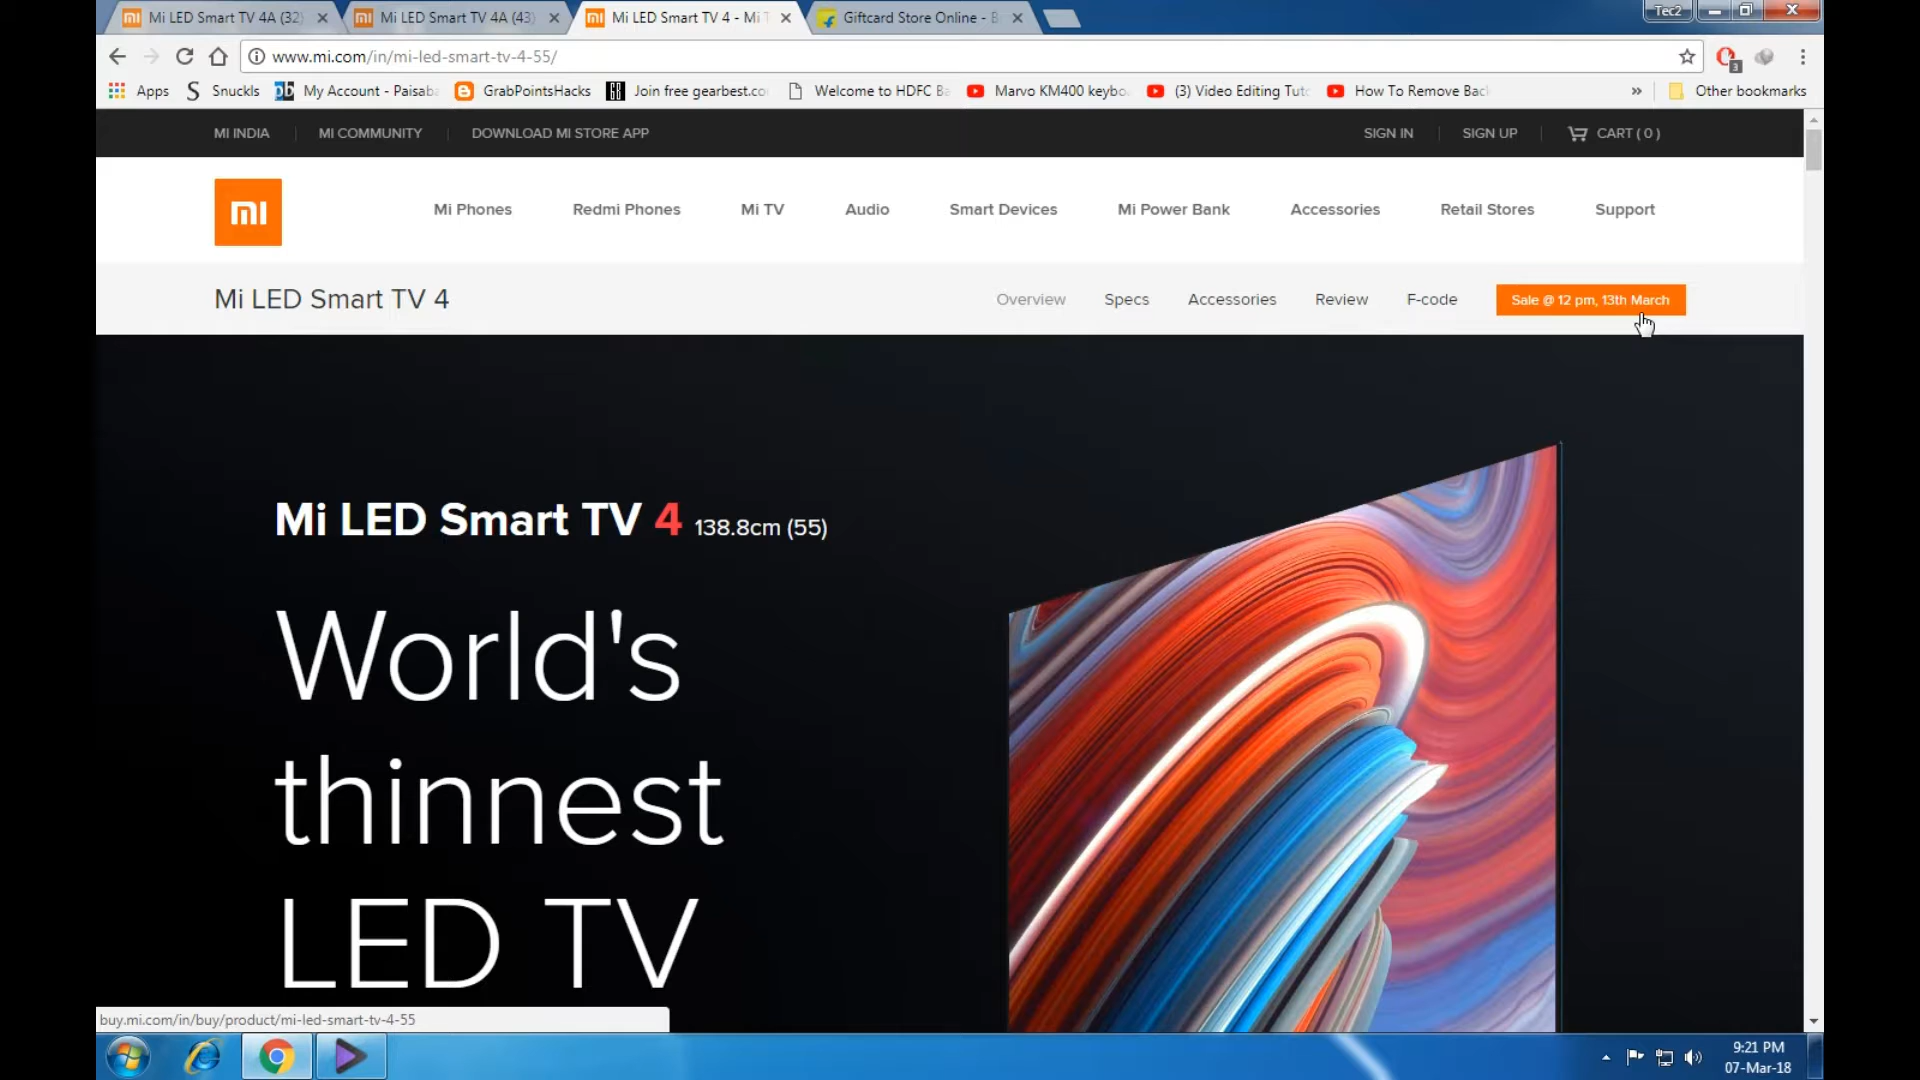 Mi LED Smart TV 4A (32)
Mi LED Smart TV 4A (43)
Mi LED Smart TV 4 - Mi T
Giftcard Store Online - B
Tec2
www.mi.com/in/mi-led-smart-tv-4-55/
3
Apps
Snuckls
My Account - Paisaba
GrabPointsHacks
Join free gearbest.co
Welcome to HDFC Ba
Marvo KM400 keybo
(3) Video Editing Tut
How To Remove Bac
»
Other bookmarks
MI INDIA
MI COMMUNITY
DOWNLOAD MI STORE APP
SIGN IN
SIGN UP
CART ( 0 )
mi
Mi Phones
Redmi Phones
Mi TV
Audio
Smart Devices
Mi Power Bank
Accessories
Retail Stores
Support
Mi LED Smart TV 4
Overview
Specs
Accessories
Review
F-code
Sale @ 12 pm, 13th March
Mi LED Smart TV 4 138.8cm (55)
World's
thinnest
LED TV
buy.mi.com/in/buy/product/mi-led-smart-tv-4-55
9:21 PM
07-Mar-18